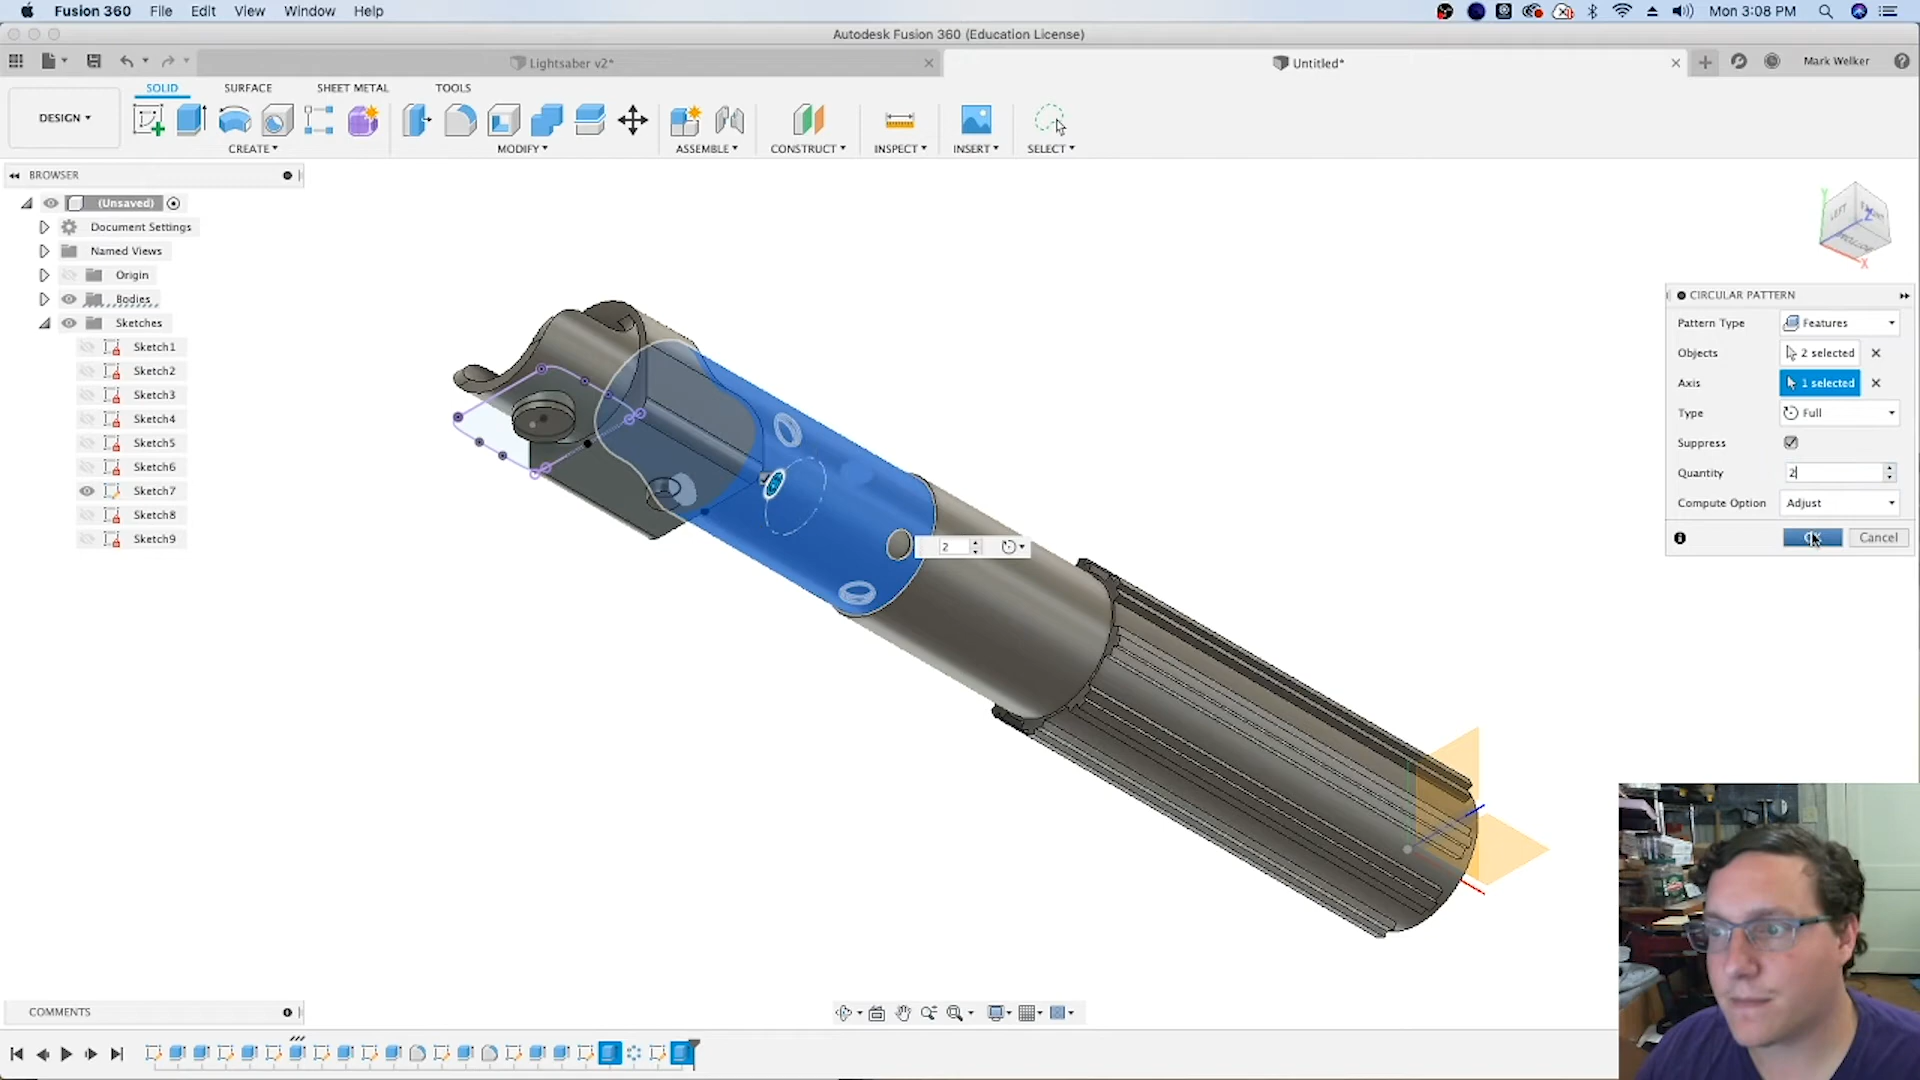 Fusion 360 File Edit View Window Help Mon 3:08 PM
Autodesk Fusion 360 (Education License)
Lightsaber v2* Untitled* Mark Welker
SOLID SURFACE SHEET METAL TOOLS
DESIGN
CREATE MODIFY ASSEMBLE CONSTRUCT INSPECT INSERT SELECT
BROWSER
(Unsaved)
Document Settings
Named Views
Origin
Bodies
Sketches
Sketch1
Sketch2
Sketch3
Sketch4
Sketch5
Sketch6
Sketch7
Sketch8
Sketch9
Y
LEFT
Z
X
CIRCULAR PATTERN
Pattern Type Features
Objects 2 selected
Axis 1 selected
Type Full
Suppress
Quantity 2
Compute Option Adjust
Cancel
2
COMMENTS